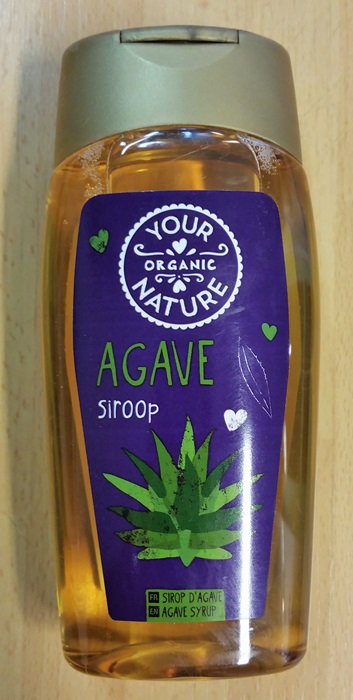 YOUR
ORGANIC
NATURE
AGAVE
siroop
FR SIROP D'AGAVE
EN AGAVE SYRUP